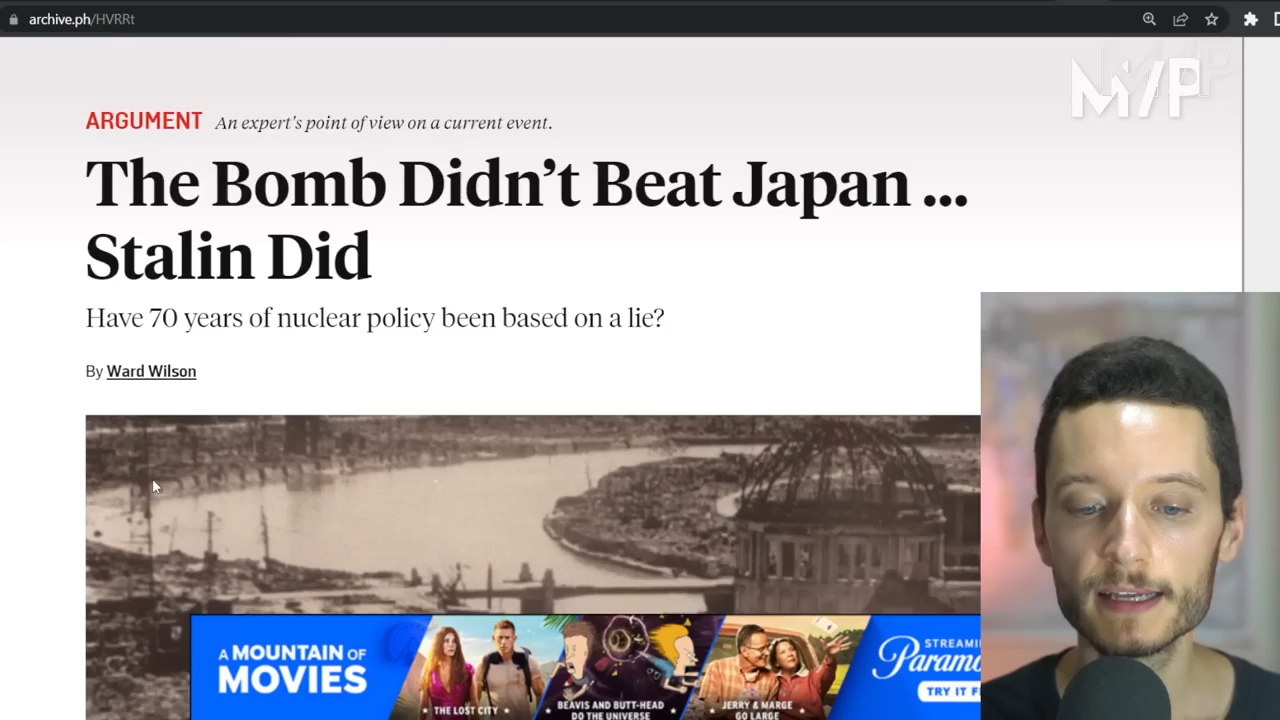 archive.ph/HVRRt
M/P
ARGUMENT An expert's point of view on a current event.
The Bomb Didn't Beat Japan ...
Stalin Did
Have 70 years of nuclear policy been based on a lie?
By Ward Wilson
A MOUNTAIN OF
MOVIES
THE LOST CITY
BEAVIS AND BUTT-HEAD
DO THE UNIVERSE
JERRY & MARGE
GO LARGE
STREAMI
Paramo
TRY IT F